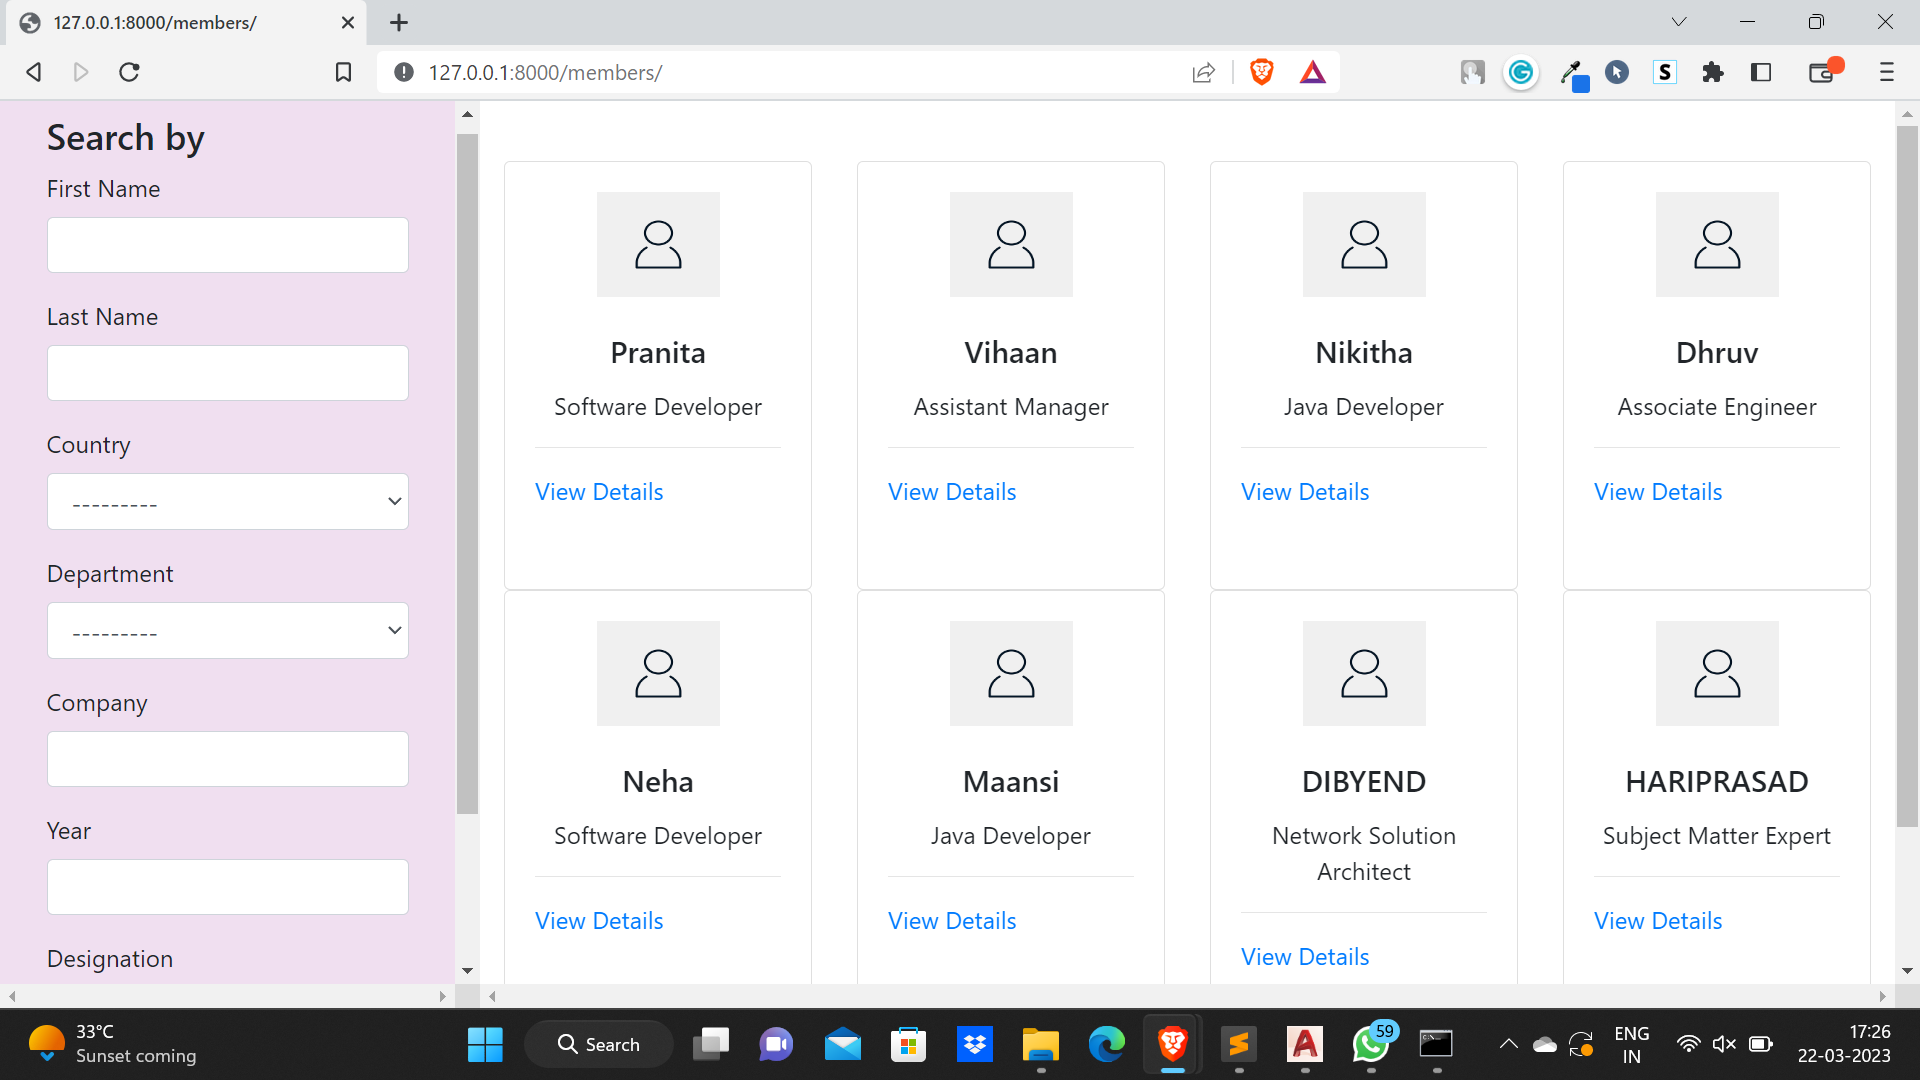 127.0.0.1:8000/members/
127.0.0.1:8000/members/
Search by
First Name
Last Name
Country
---------
Department
---------
Company
Year
Designation
Pranita
Software Developer
View Details
Vihaan
Assistant Manager
View Details
Nikitha
Java Developer
View Details
Dhruv
Associate Engineer
View Details
Neha
Software Developer
View Details
Maansi
Java Developer
View Details
DIBYEND
Network Solution
Architect
View Details
HARIPRASAD
Subject Matter Expert
View Details
33°C
Sunset coming
Search
59
ENG
IN
17:26
22-03-2023